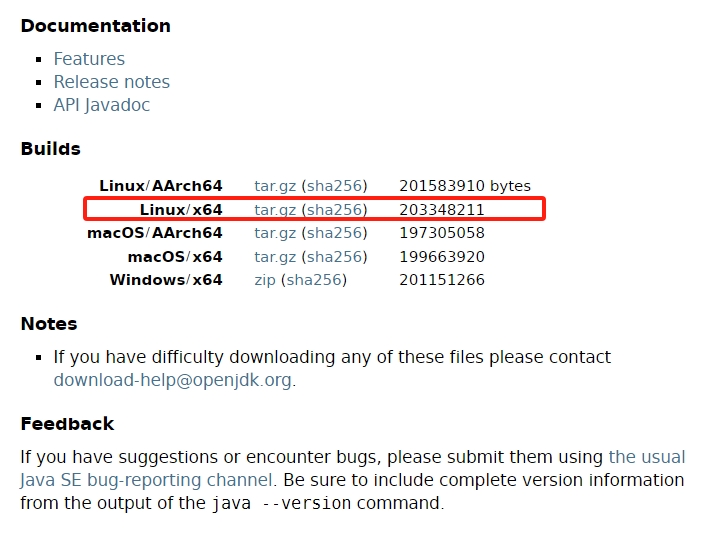 Documentation
Features
Release notes
API Javadoc
Builds
Linux/AArch64 tar.gz (sha256) 201583910 bytes
Linux/x64 tar.gz (sha256) 203348211
macOS/AArch64 tar.gz (sha256) 197305058
macOS/x64 tar.gz (sha256) 199663920
Windows/x64 zip (sha256) 201151266
Notes
If you have difficulty downloading any of these files please contact
download-help@openjdk.org.
Feedback
If you have suggestions or encounter bugs, please submit them using the usual
Java SE bug-reporting channel. Be sure to include complete version information
from the output of the java --version command.